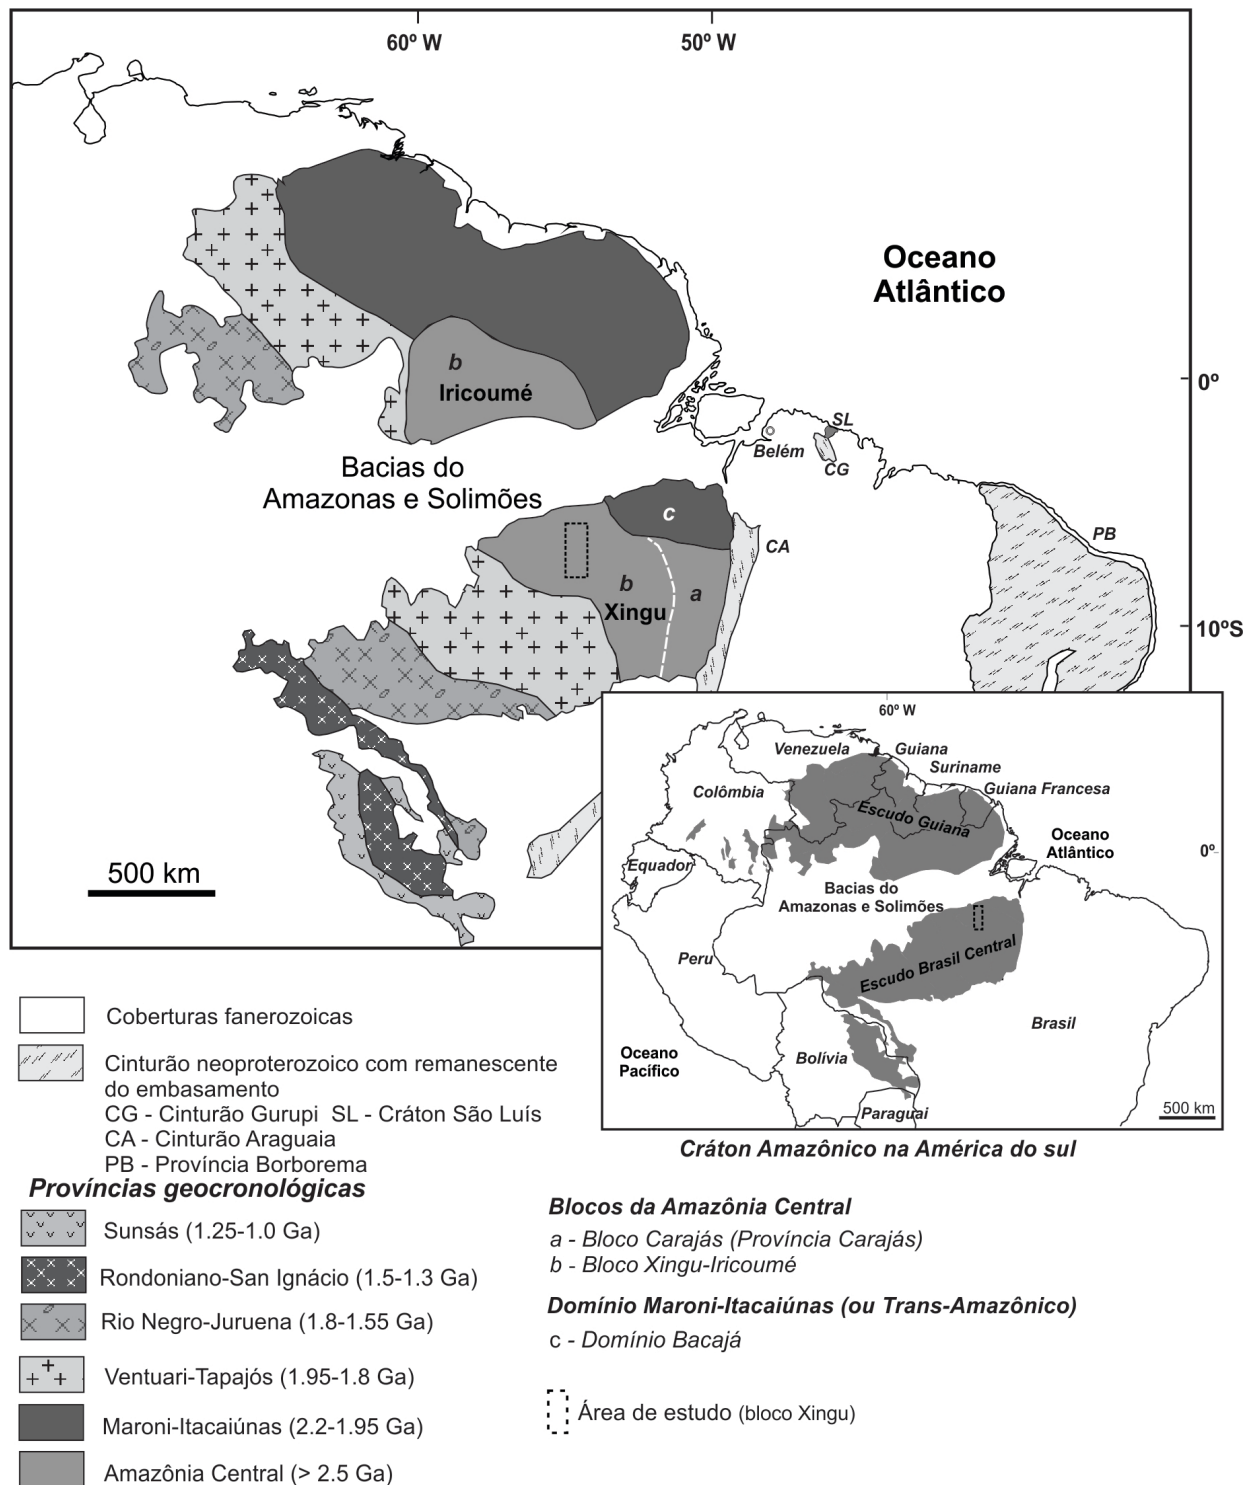 60º W
50º W
Oceano
Atlântico
0º
b
Iricoumé
SL
Belém
CG
Bacias do
Amazonas e Solimões
c
CA
PB
b
a
Xingu
10ºS
500 km
60º W
Venezuela
Guiana
Suriname
Colômbia
Guiana Francesa
Escudo Guiana
Oceano
Atlântico
0º
Equador
Bacias do
Amazonas e Solimões
Peru
Escudo Brasil Central
Brasil
Oceano
Pacífico
Bolívia
Paraguai
500 km
Cráton Amazônico na América do sul
Coberturas fanerozoicas
Cinturão neoproterozoico com remanescente
do embasamento
CG - Cinturão Gurupi SL - Cráton São Luís
CA - Cinturão Araguaia
PB - Província Borborema
Províncias geocronológicas
Sunsás (1.25-1.0 Ga)
Rondoniano-San Ignácio (1.5-1.3 Ga)
Rio Negro-Juruena (1.8-1.55 Ga)
Ventuari-Tapajós (1.95-1.8 Ga)
Maroni-Itacaiúnas (2.2-1.95 Ga)
Amazônia Central (> 2.5 Ga)
Blocos da Amazônia Central
a - Bloco Carajás (Província Carajás)
b - Bloco Xingu-Iricoumé
Domínio Maroni-Itacaiúnas (ou Trans-Amazônico)
c - Domínio Bacajá
Área de estudo (bloco Xingu)